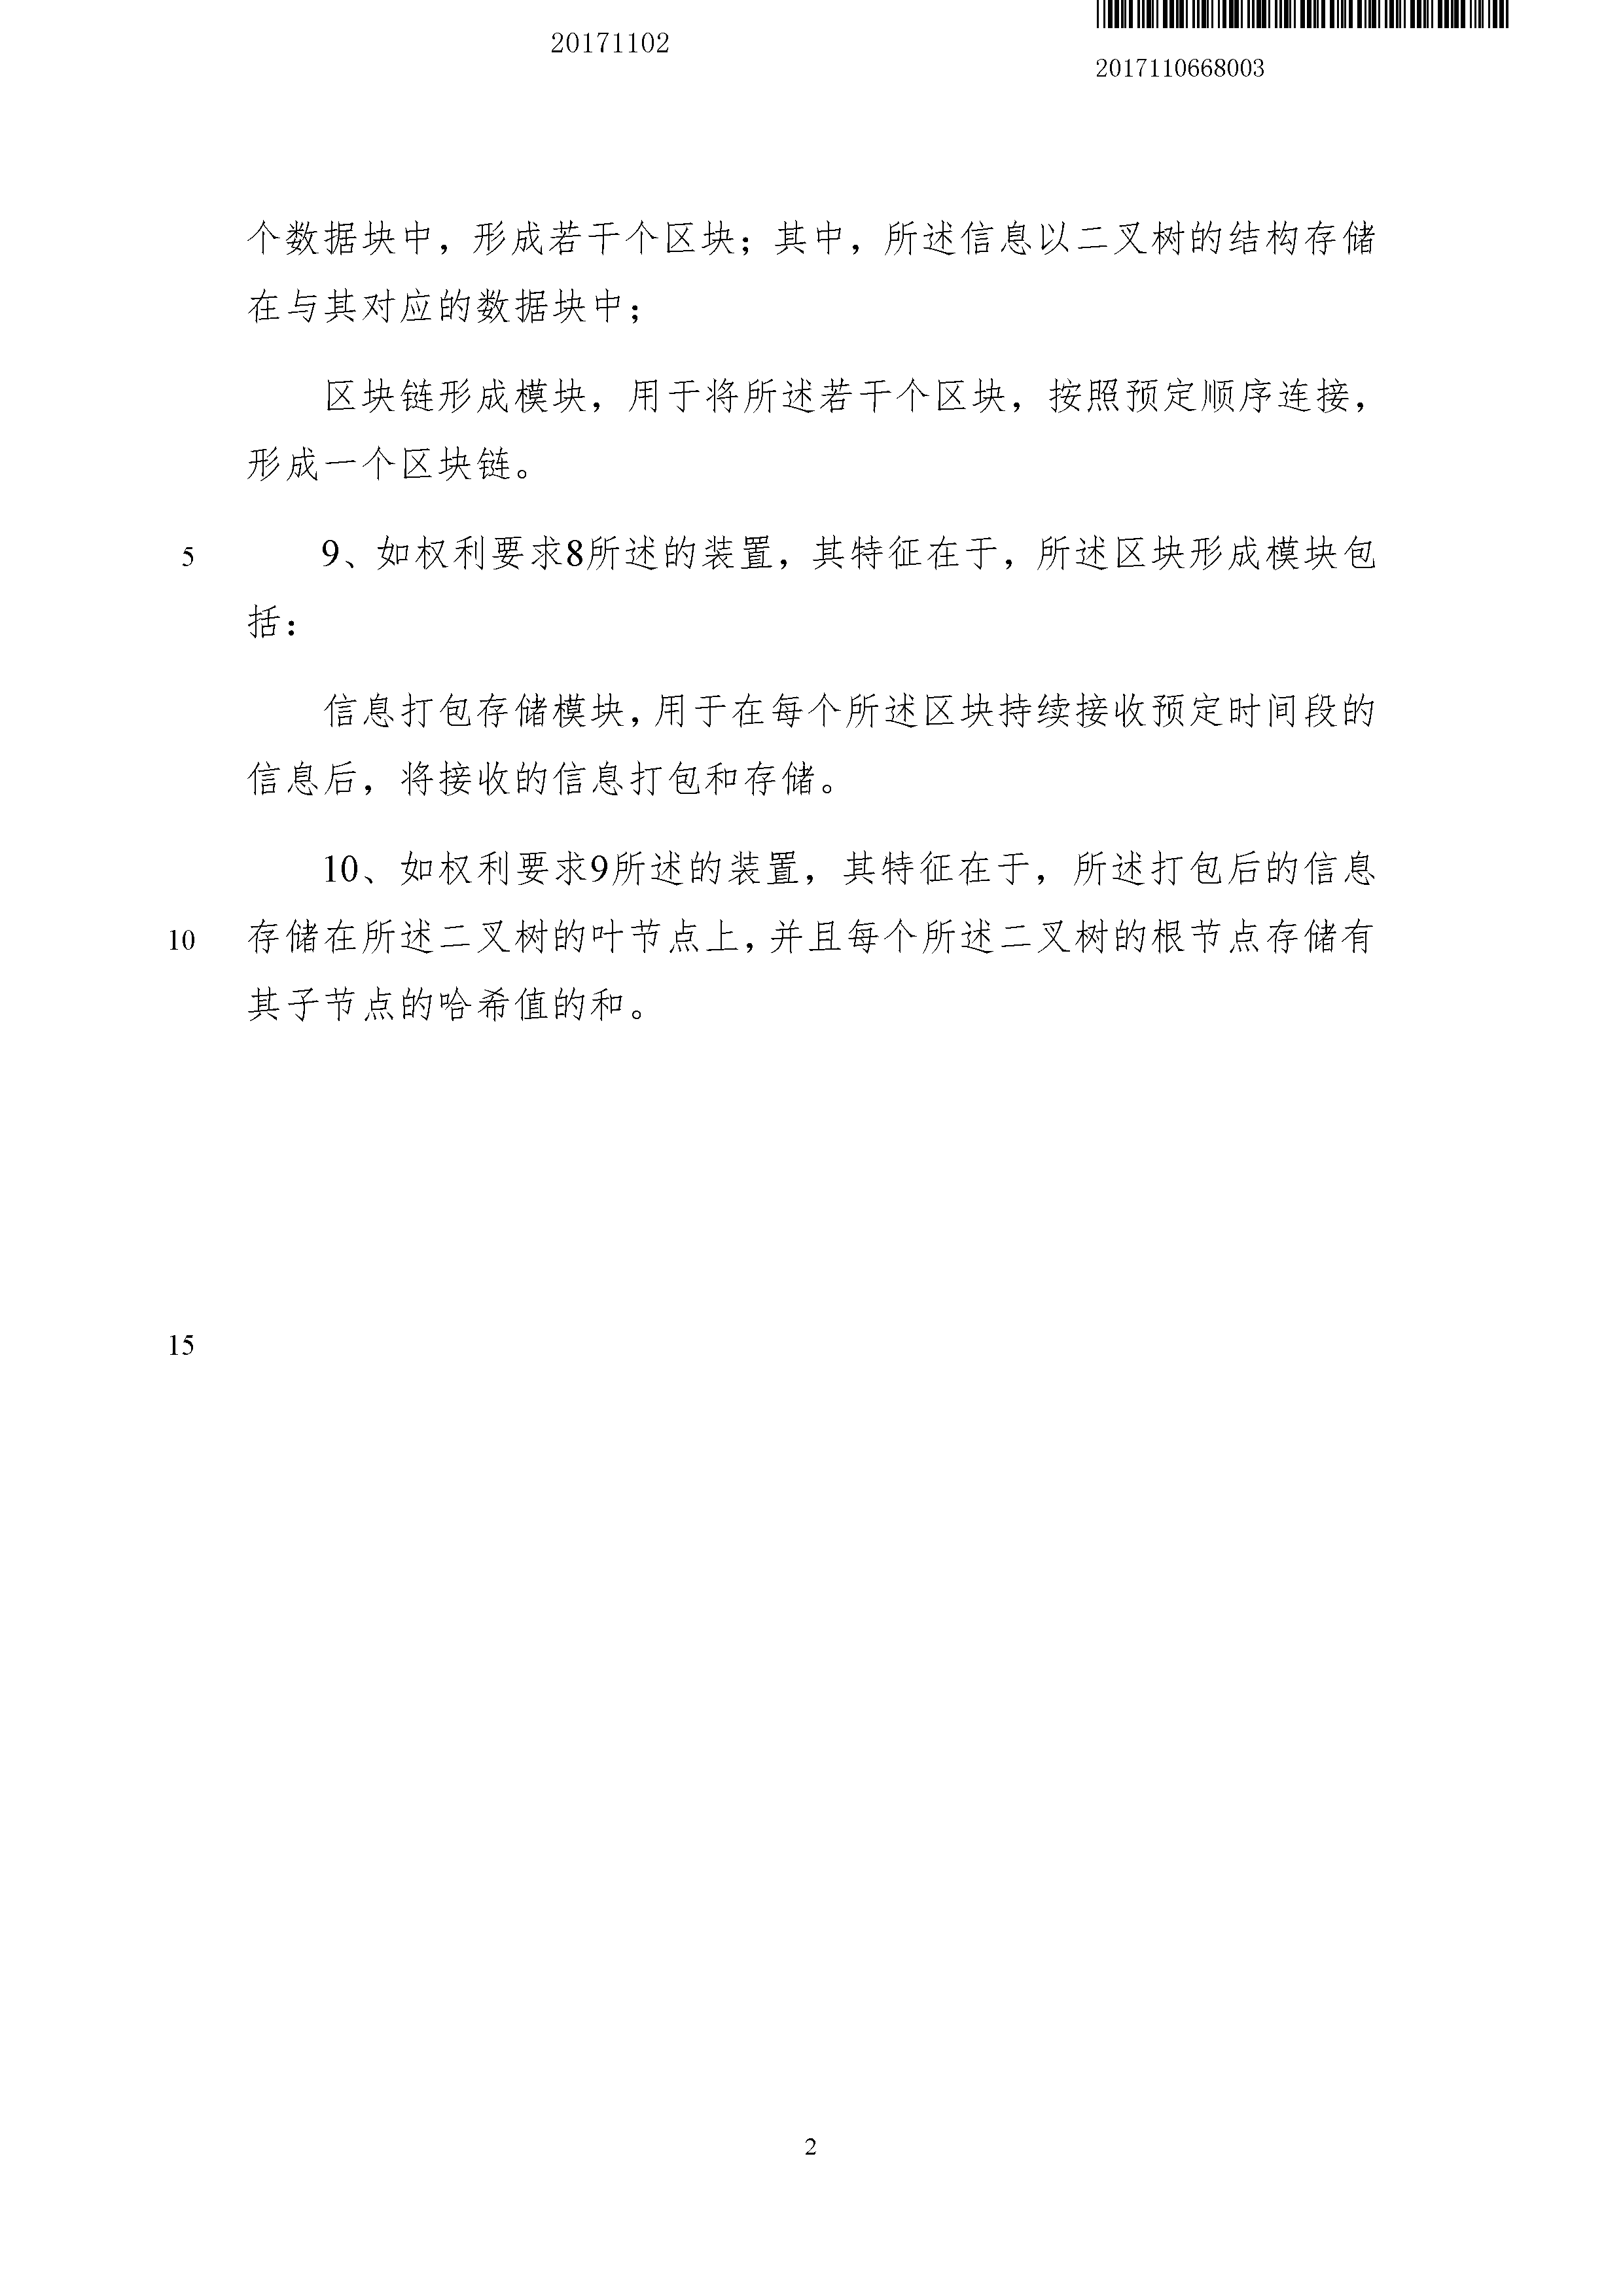 20171102
2017110668003
个数据块中，形成若干个区块；其中，所述信息以二叉树的结构存储
在与其对应的数据块中；
区块链形成模块，用于将所述若干个区块，按照预定顺序连接，
形成一个区块链。
5 9、如权利要求8所述的装置，其特征在于，所述区块形成模块包
括：
信息打包存储模块，用于在每个所述区块持续接收预定时间段的
信息后，将接收的信息打包和存储。
10、如权利要求9所述的装置，其特征在于，所述打包后的信息
10 存储在所述二叉树的叶节点上，并且每个所述二叉树的根节点存储有
其子节点的哈希值的和。
15
2